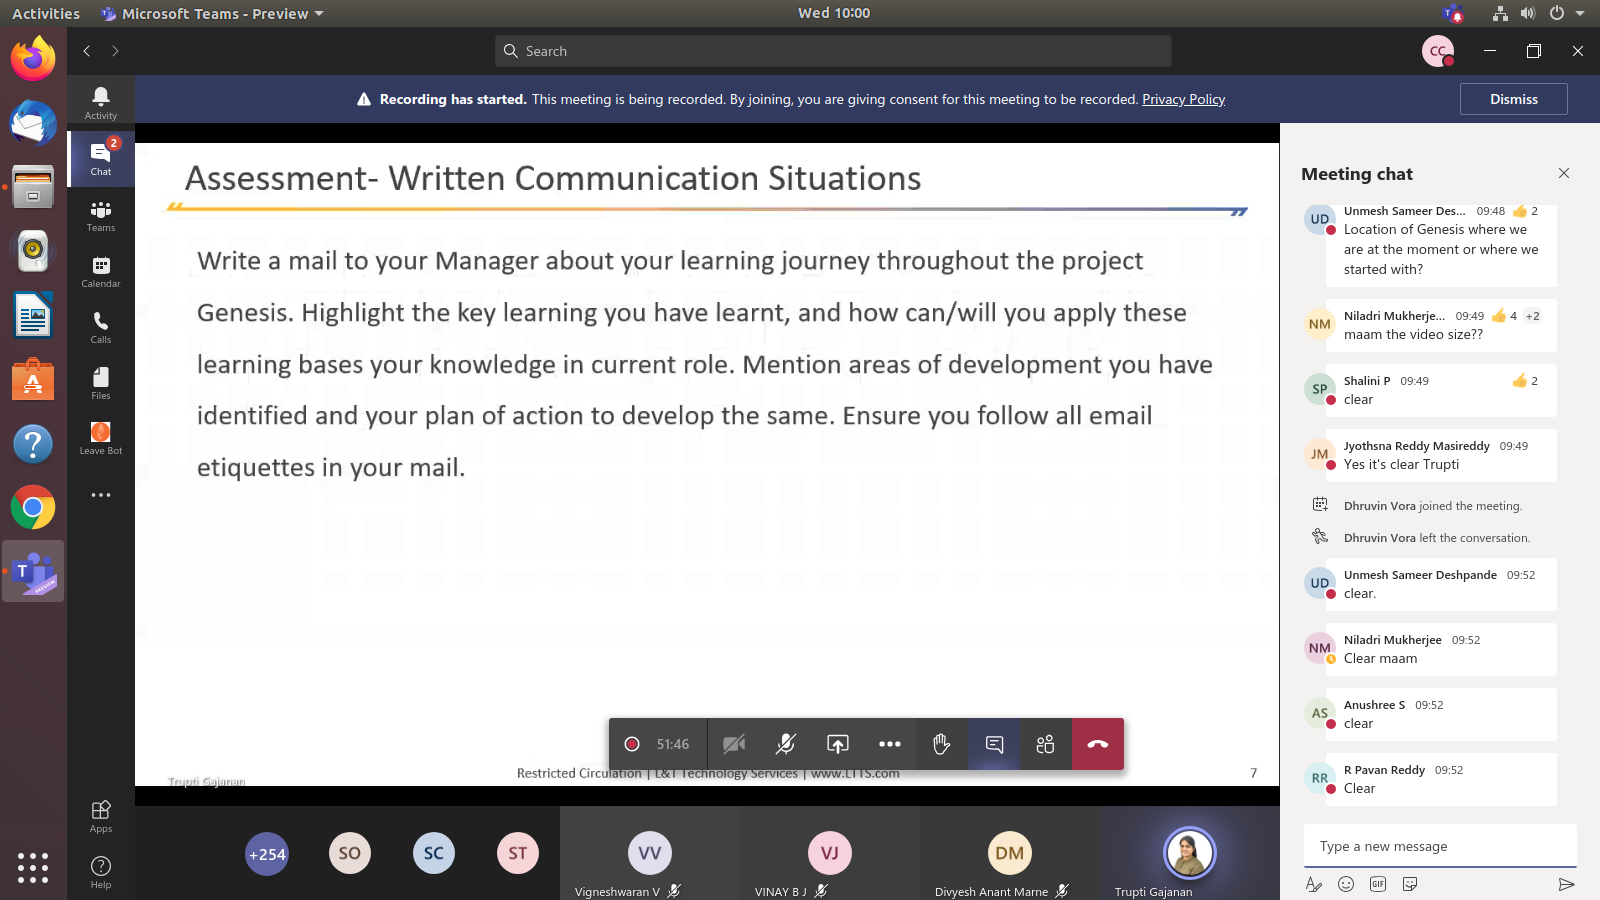 Activities
Microsoft Teams - Preview
Wed 10:00
Search
CC
Recording has started. This meeting is being recorded. By joining, you are giving consent for this meeting to be recorded. Privacy Policy
Dismiss
Activity
2
Chat
Teams
Calendar
Calls
Files
Leave Bot
Apps
Help
Assessment- Written Communication Situations
Write a mail to your Manager about your learning journey throughout the project
Genesis. Highlight the key learning you have learnt, and how can/will you apply these
learning bases your knowledge in current role. Mention areas of development you have
identified and your plan of action to develop the same. Ensure you follow all email
etiquettes in your mail.
51:46
Trupti Gajanan
Restricted Circulation | L&T Technology Services | www.LTTS.com
7
+254
SO
SC
ST
VV
Vigneshwaran V
VJ
VINAY B J
DM
Divyesh Anant Marne
Trupti Gajanan
Meeting chat
UD
Unmesh Sameer Des... 09:48 2
Location of Genesis where we
are at the moment or where we
started with?
NM
Niladri Mukherje... 09:49 4 +2
maam the video size??
SP
Shalini P 09:49 2
clear
JM
Jyothsna Reddy Masireddy 09:49
Yes it's clear Trupti
Dhruvin Vora joined the meeting.
Dhruvin Vora left the conversation.
UD
Unmesh Sameer Deshpande 09:52
clear.
NM
Niladri Mukherjee 09:52
Clear maam
AS
Anushree S 09:52
clear
RR
R Pavan Reddy 09:52
Clear
Type a new message
GIF